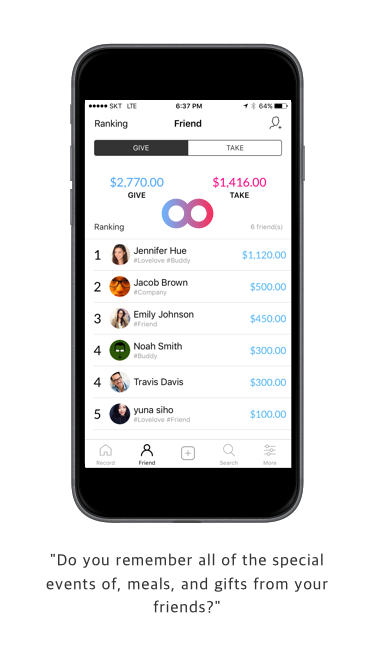 SKT LTE 6:37 PM 64%
Ranking Friend
GIVE TAKE
$2,770.00 $1,416.00
GIVE TAKE
Ranking 6 friend(s)
1 Jennifer Hue $1,120.00
#Lovelove #Buddy
2 Jacob Brown $500.00
#Company
3 Emily Johnson $450.00
#Friend
4 Noah Smith $300.00
#Buddy
4 Travis Davis $300.00
5 yuna siho $100.00
#Lovelove #Friend
Record Friend Search More
"Do you remember all of the special
events of, meals, and gifts from your
friends?"